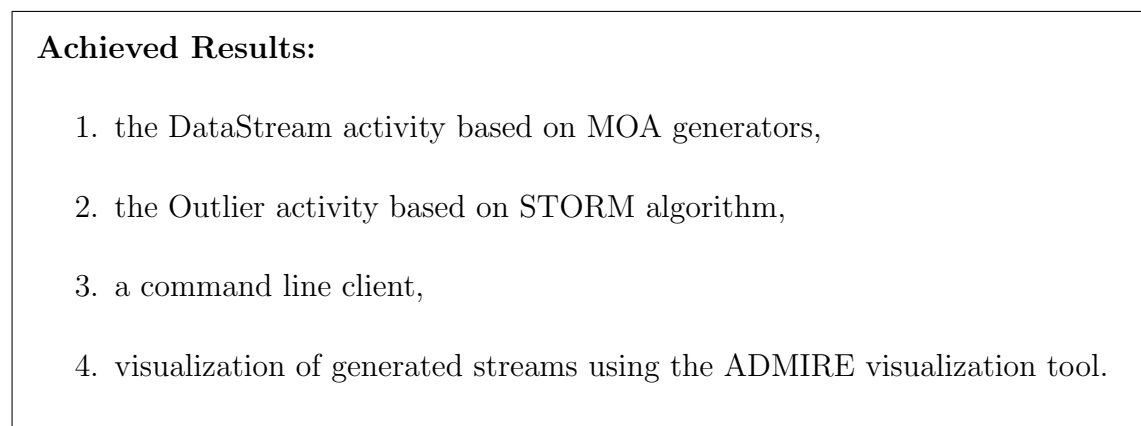 Achieved Results:
1. the DataStream activity based on MOA generators,
2. the Outlier activity based on STORM algorithm,
3. a command line client,
4. visualization of generated streams using the ADMIRE visualization tool.